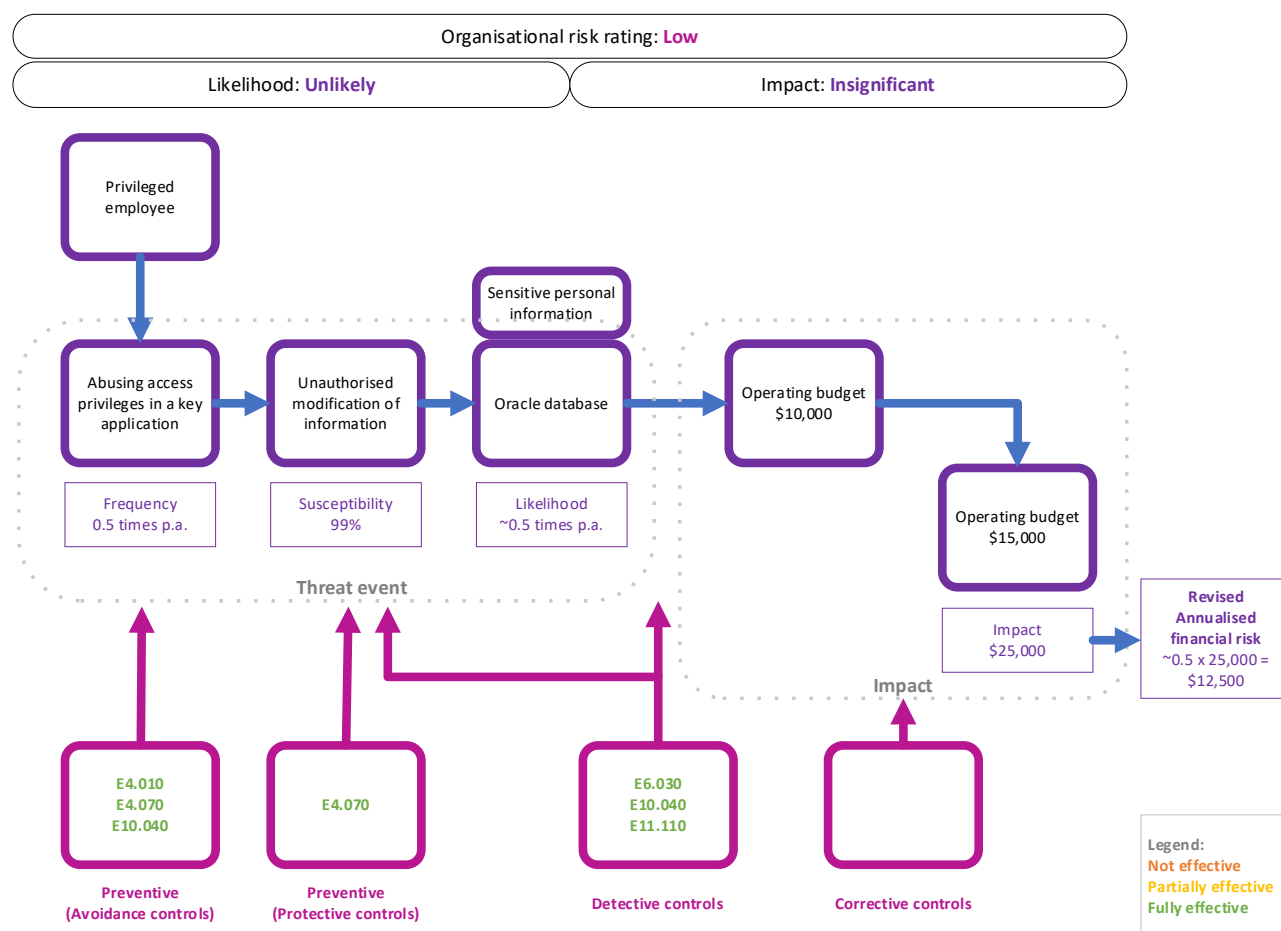 Organisational risk rating: Low
Likelihood: Unlikely
Impact: Insignificant
Privileged
employee
Sensitive personal
information
Abusing access
privileges in a key
application
Unauthorised
modification of
information
Oracle database
Operating budget
$10,000
Operating budget
$15,000
Frequency
0.5 times p.a.
Susceptibility
99%
Likelihood
~0.5 times p.a.
Threat event
Impact
$25,000
Revised
Annualised
financial risk
~0.5 x 25,000 =
$12,500
Impact
E4.010
E4.070
E10.040
E4.070
E6.030
E10.040
E11.110
Preventive
(Avoidance controls)
Preventive
(Protective controls)
Detective controls
Corrective controls
Legend:
Not effective
Partially effective
Fully effective